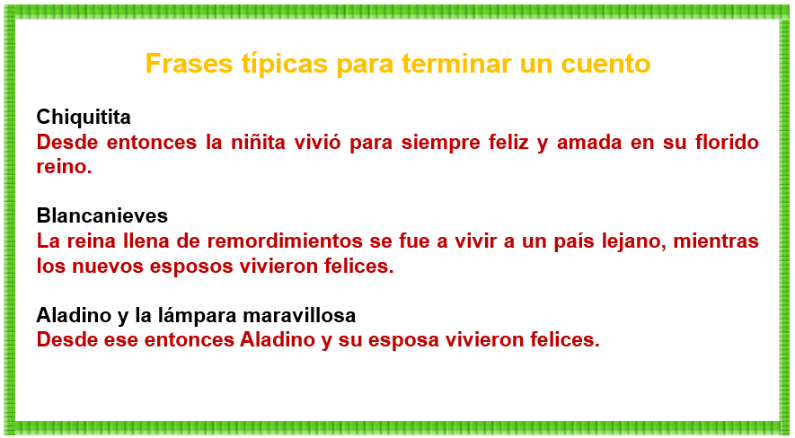 Frases típicas para terminar un cuento
Chiquitita
Desde entonces la niñita vivió para siempre feliz y amada en su florido
reino.
Blancanieves
La reina llena de remordimientos se fue a vivir a un país lejano, mientras
los nuevos esposos vivieron felices.
Aladino y la lámpara maravillosa
Desde ese entonces Aladino y su esposa vivieron felices.